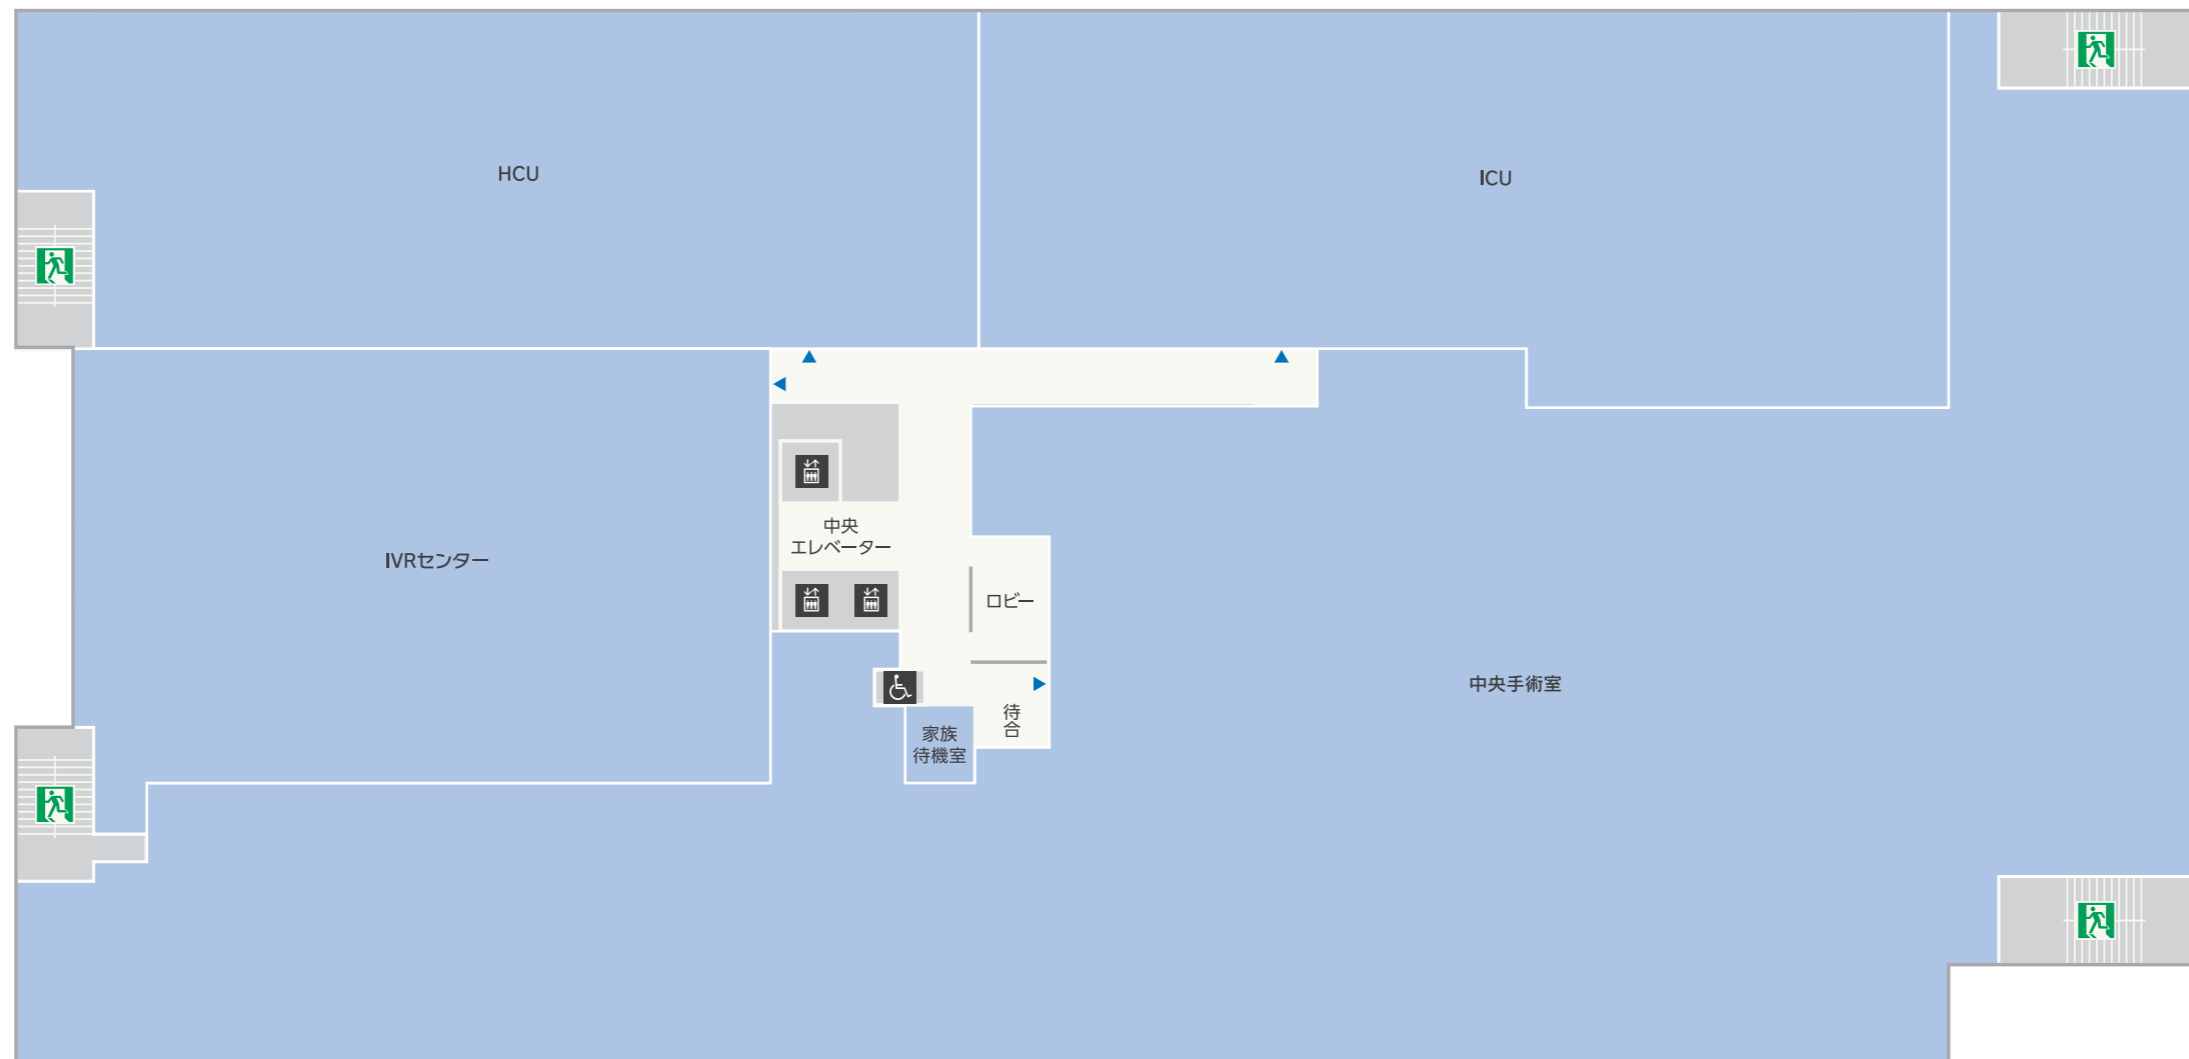 HCU
ICU
中央
エレベーター
IVRセンター
ロビー
中央手術室
待合
家族
待機室